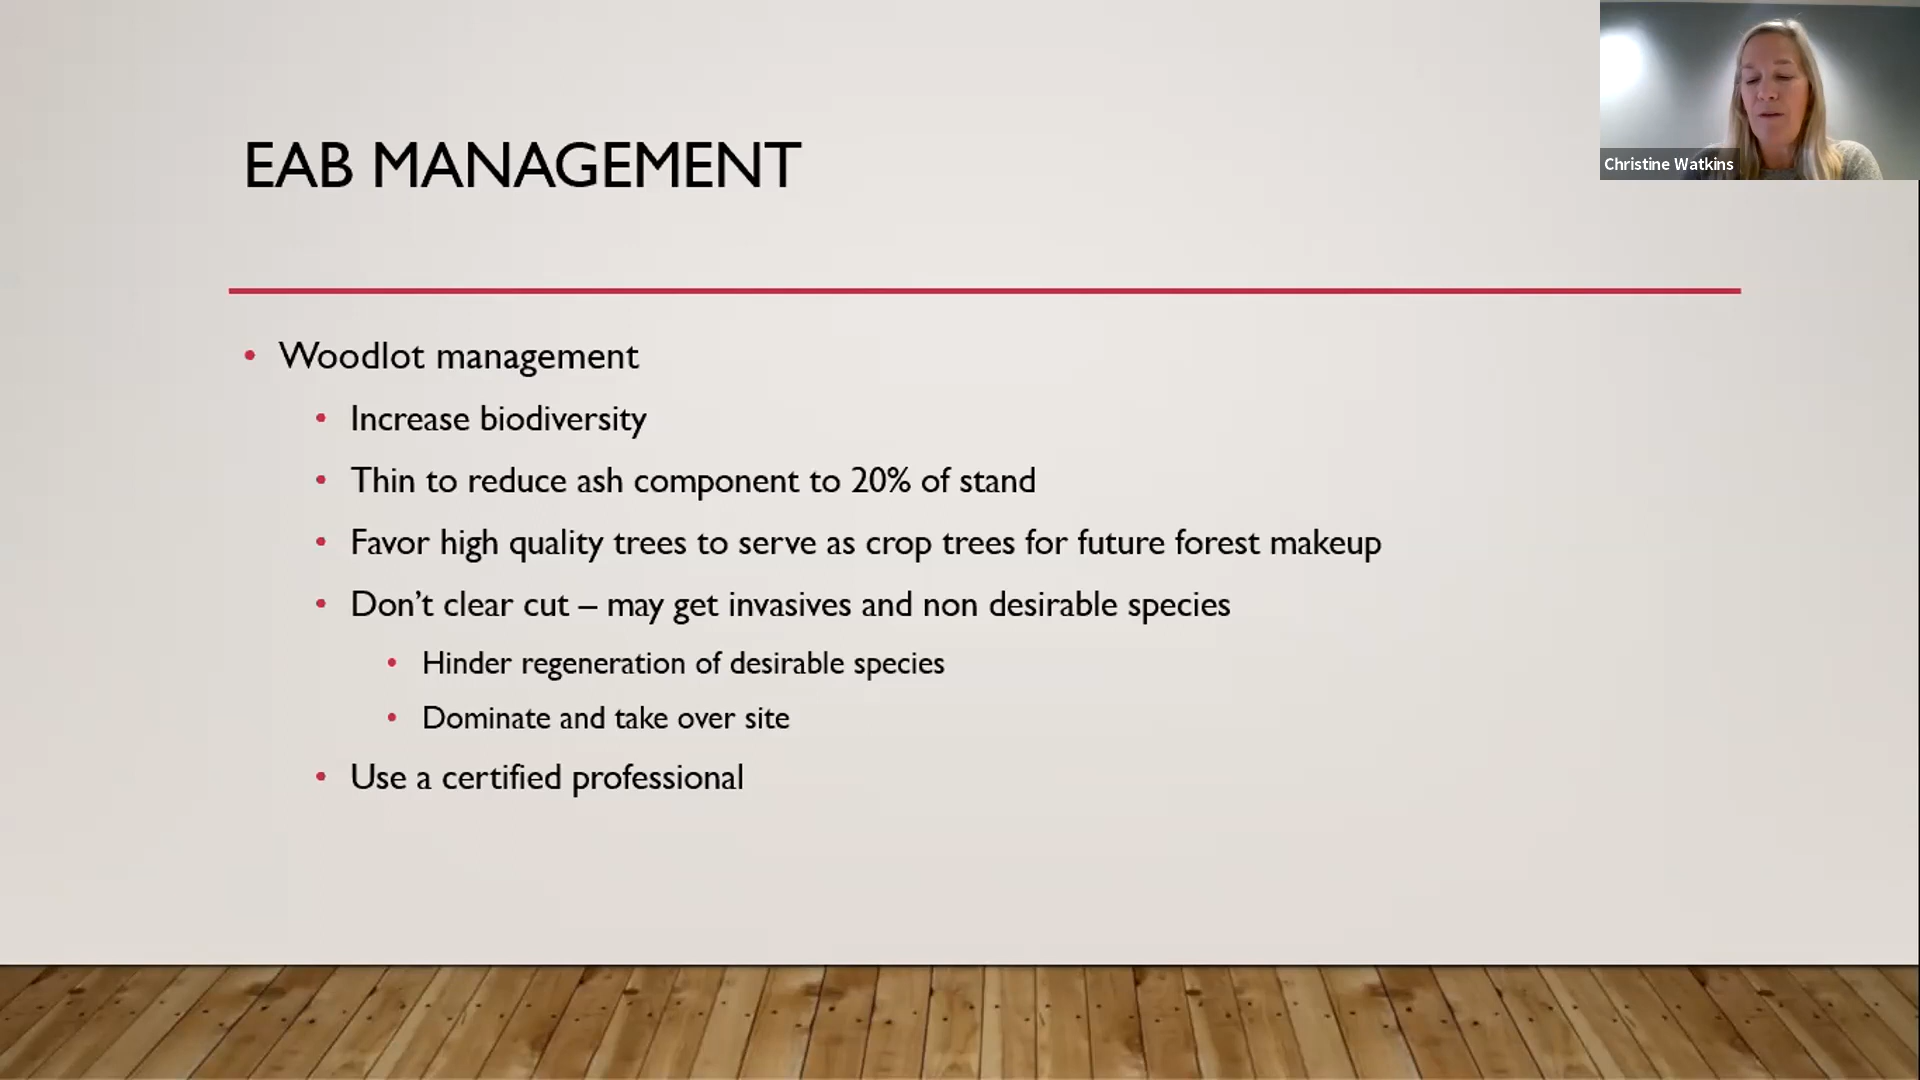 EAB MANAGEMENT
Christine Watkins
• Woodlot management
• Increase biodiversity
• Thin to reduce ash component to 20% of stand
• Favor high quality trees to serve as crop trees for future forest makeup
• Don’t clear cut – may get invasives and non desirable species
• Hinder regeneration of desirable species
• Dominate and take over site
• Use a certified professional